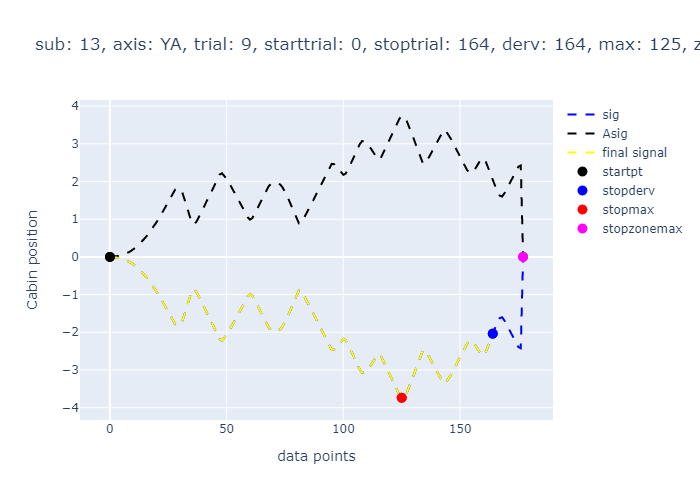 sub: 13, axis: YA, trial: 9, starttrial: 0, stoptrial: 164, derv: 164, max: 125, z
4
3
2
1
0
−1
−2
−3
−4
Cabin position
0
50
100
150
data points
sig
Asig
final signal
startpt
stopderv
stopmax
stopzonemax